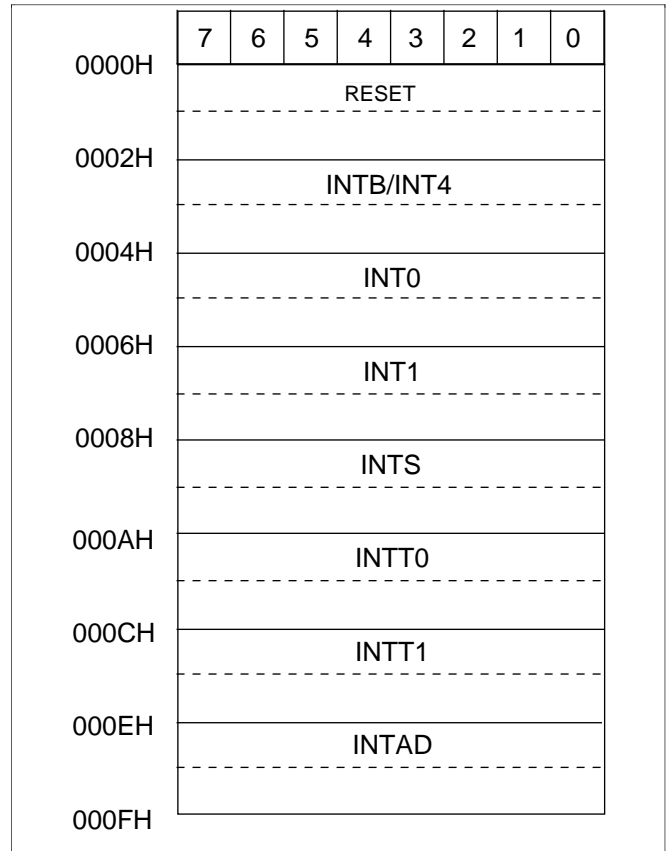 7 6 5 4 3 2 1 0
0000H
RESET
0002H
INTB/INT4
0004H
INT0
0006H
INT1
0008H
INTS
000AH
INTT0
000CH
INTT1
000EH
INTAD
000FH